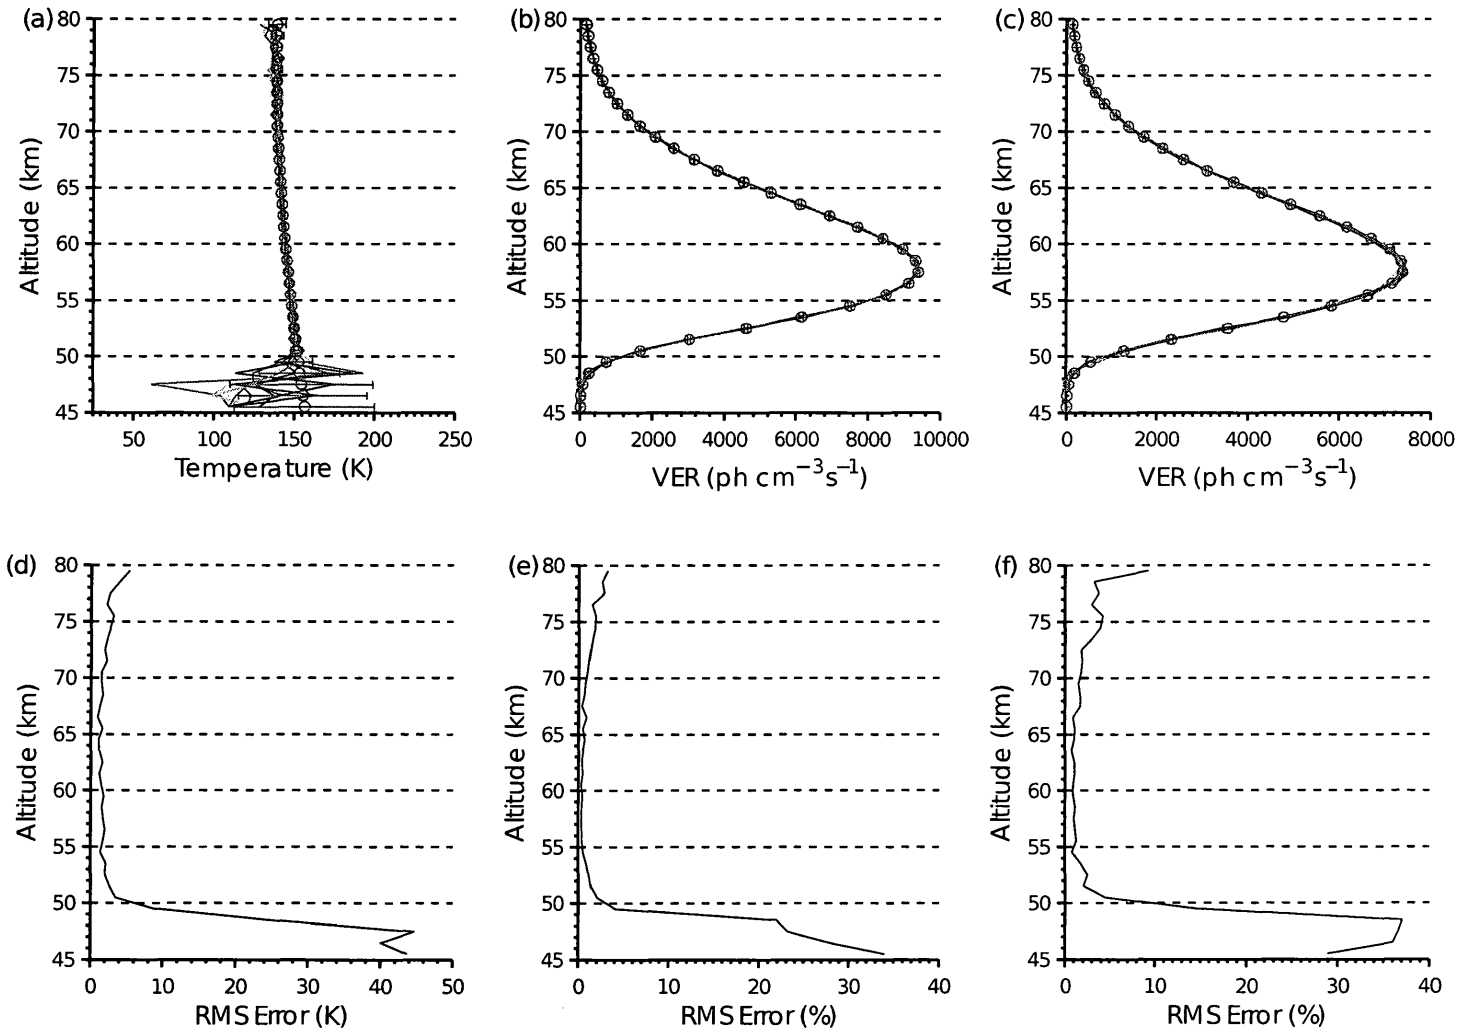 (a) 80
75
70
65
60
55
50
45
Altitude (km)
50 100 150 200 250
Temperature (K)
(b) 80
75
70
65
60
55
50
45
Altitude (km)
0 2000 4000 6000 8000 10000
VER (ph cm−3s−1)
(c) 80
75
70
65
60
55
50
45
Altitude (km)
0 2000 4000 6000 8000
VER (ph cm−3s−1)
(d) 80
75
70
65
60
55
50
45
Altitude (km)
0 10 20 30 40 50
RMS Error (K)
(e) 80
75
70
65
60
55
50
45
Altitude (km)
0 10 20 30 40
RMS Error (%)
(f) 80
75
70
65
60
55
50
45
Altitude (km)
0 10 20 30 40
RMS Error (%)